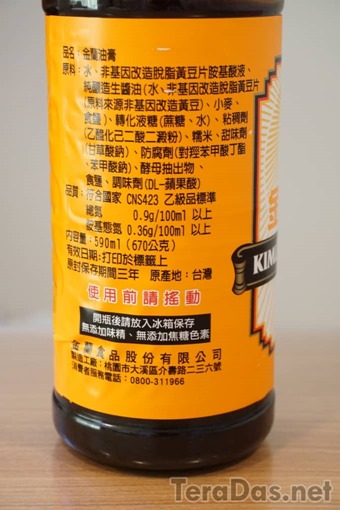 品名:金蘭油膏
原料:水、非基因改造脫脂黃豆片胺基酸液、
純釀造生醬油(水、非基因改造脫脂黃豆片
(原料來源非基因改造黃豆)、小麥、
食鹽)、轉化液糖(蔗糖、水)、粘稠劑
(乙醯化己二酸二澱粉)、糯米、甜味劑
(甘草酸鈉)、防腐劑(對羥苯甲酸丁酯
、苯甲酸鈉)、酵母抽出物、
食鹽、調味劑(DL-蘋果酸)
品質:符合國家 CNS423 乙級品標準
總氮 0.9g/100ml 以上
胺基態氮 0.36g/100ml 以上
內容量:590ml (670公克)
有效日期:打印於標籤上
原封保存期間三年 原產地:台灣
使用前請搖動
開瓶後請放入冰箱保存
無添加味精、無添加焦糖色素
金蘭食品股份有限公司
製造工廠:桃園市大溪區介壽路二三六號
消費者服務電話:0800-311966
KIM
TeraDas.net